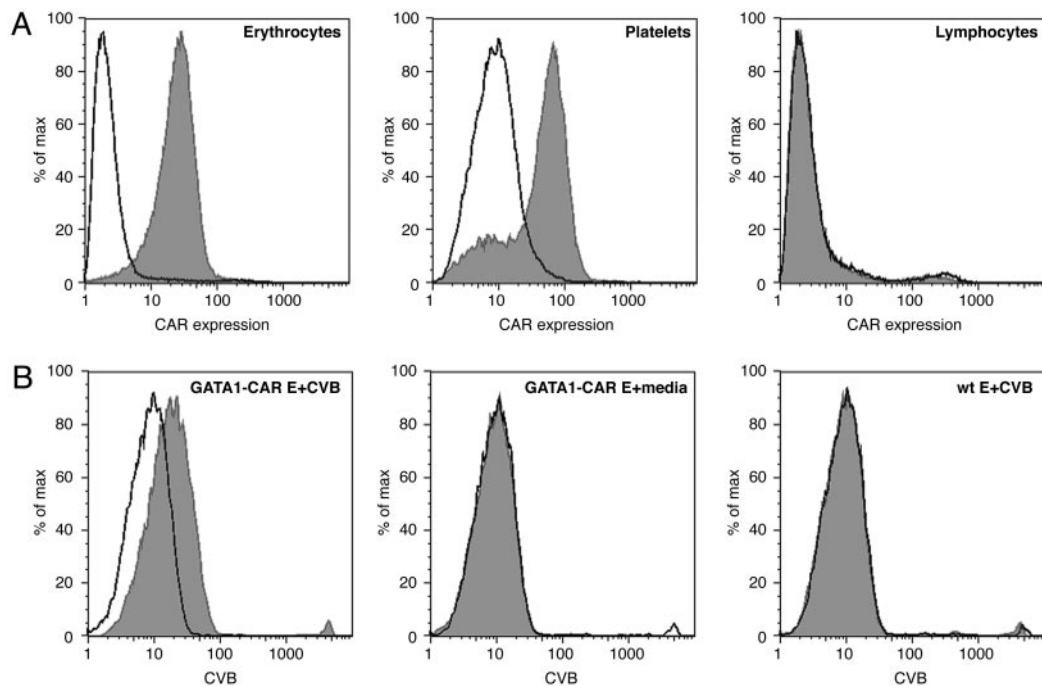 A
Erythrocytes
% of max
100
80
60
40
20
0
1 10 100 1000
CAR expression
Platelets
% of max
100
80
60
40
20
0
1 10 100 1000
CAR expression
Lymphocytes
% of max
100
80
60
40
20
0
1 10 100 1000
CAR expression
B
GATA1-CAR E+CVB
% of max
100
80
60
40
20
0
1 10 100 1000
CVB
GATA1-CAR E+media
% of max
100
80
60
40
20
0
1 10 100 1000
CVB
wt E+CVB
% of max
100
80
60
40
20
0
1 10 100 1000
CVB